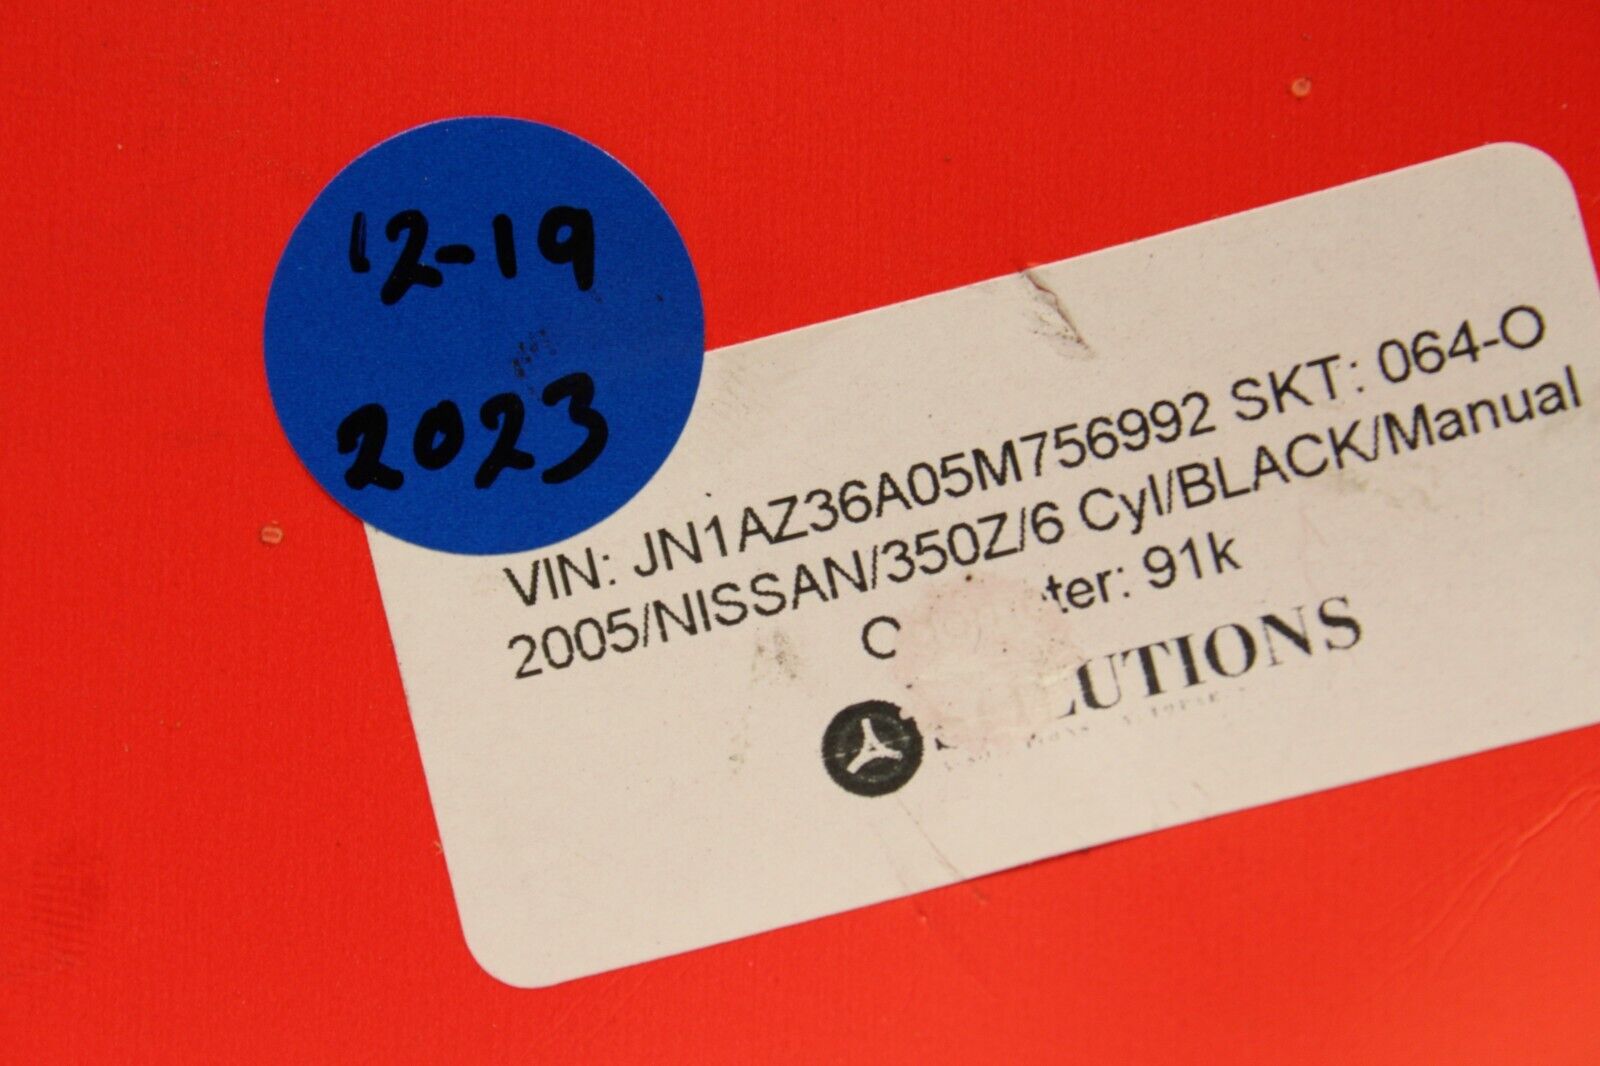 12-19
2023
VIN: JN1AZ36A05M756992 SKT: 064-O
2005/NISSAN/350Z/6 Cyl/BLACK/Manual
ter: 91k
LUTIONS